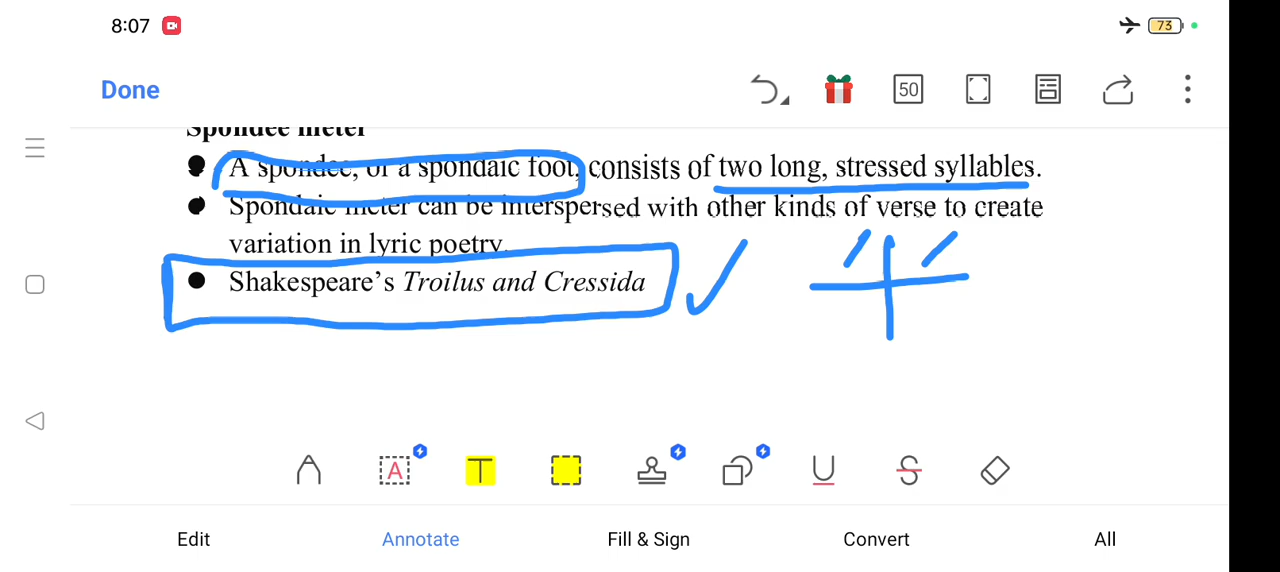 8:07
73
Done
50
Spondee meter
● A spondee, or a spondaic foot, consists of two long, stressed syllables.
● Spondaic meter can be interspersed with other kinds of verse to create
variation in lyric poetry.
● Shakespeare's Troilus and Cressida
A T U S
Edit Annotate Fill & Sign Convert All